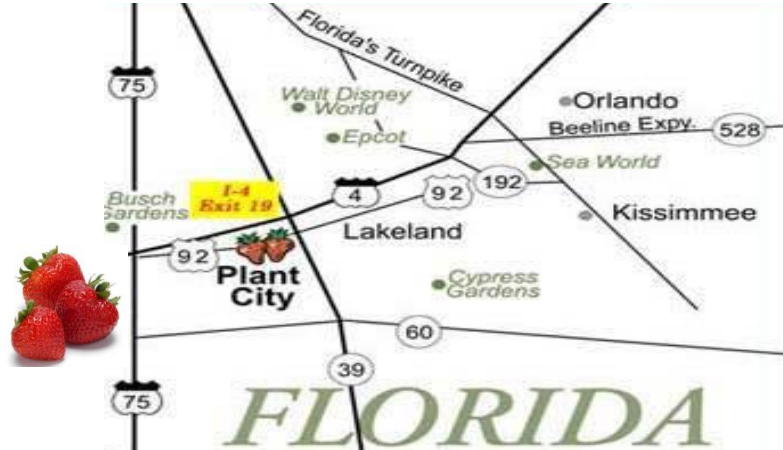 Florida's Turnpike
75
Walt Disney
World
Orlando
Epcot
Beeline Expy.
528
Sea World
I-4
Exit 19
4
92
192
Busch
Gardens
Kissimmee
Lakeland
92
Plant
City
Cypress
Gardens
60
39
75
FLORIDA